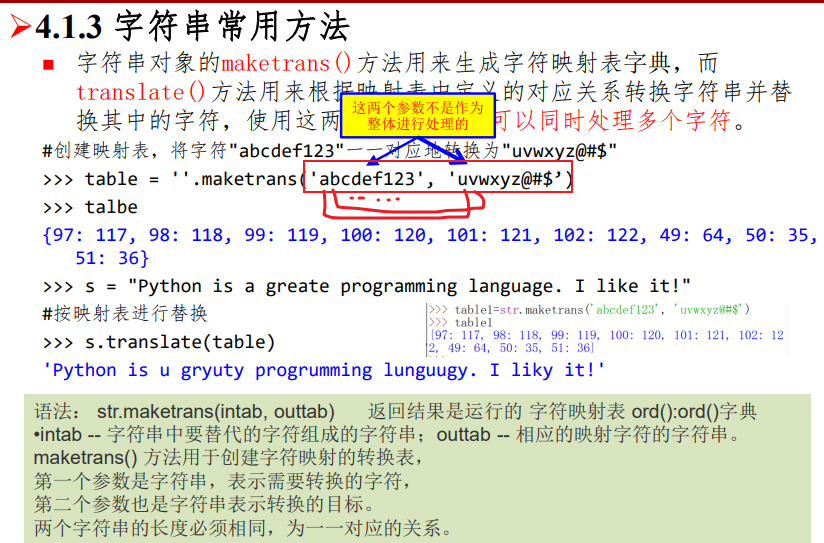 4.1.3 字符串常用方法
字符串对象的maketrans()方法用来生成字符映射表字典，而
translate()方法用来根据映射表中定义的对应关系转换字符串并替
换其中的字符，使用这两 可以同时处理多个字符。
这两个参数不是作为
整体进行处理的
#创建映射表，将字符"abcdef123"一一对应地转换为"uvwxyz@#$"
>>> table = ''.maketrans('abcdef123', 'uvwxyz@#$’)
>>> talbe
{97: 117, 98: 118, 99: 119, 100: 120, 101: 121, 102: 122, 49: 64, 50: 35,
51: 36}
>>> s = "Python is a greate programming language. I like it!"
#按映射表进行替换
>>> s.translate(table)
'Python is u gryuty progrumming lunguugy. I liky it!'
>>> table1=str.maketrans('abcdef123', 'uvwxyz@#$')
>>> table1
{97: 117, 98: 118, 99: 119, 100: 120, 101: 121, 102: 12
2, 49: 64, 50: 35, 51: 36}
语法： str.maketrans(intab, outtab) 返回结果是运行的 字符映射表 ord():ord()字典
•intab -- 字符串中要替代的字符组成的字符串；outtab -- 相应的映射字符的字符串。
maketrans() 方法用于创建字符映射的转换表，
第一个参数是字符串，表示需要转换的字符，
第二个参数也是字符串表示转换的目标。
两个字符串的长度必须相同，为一一对应的关系。